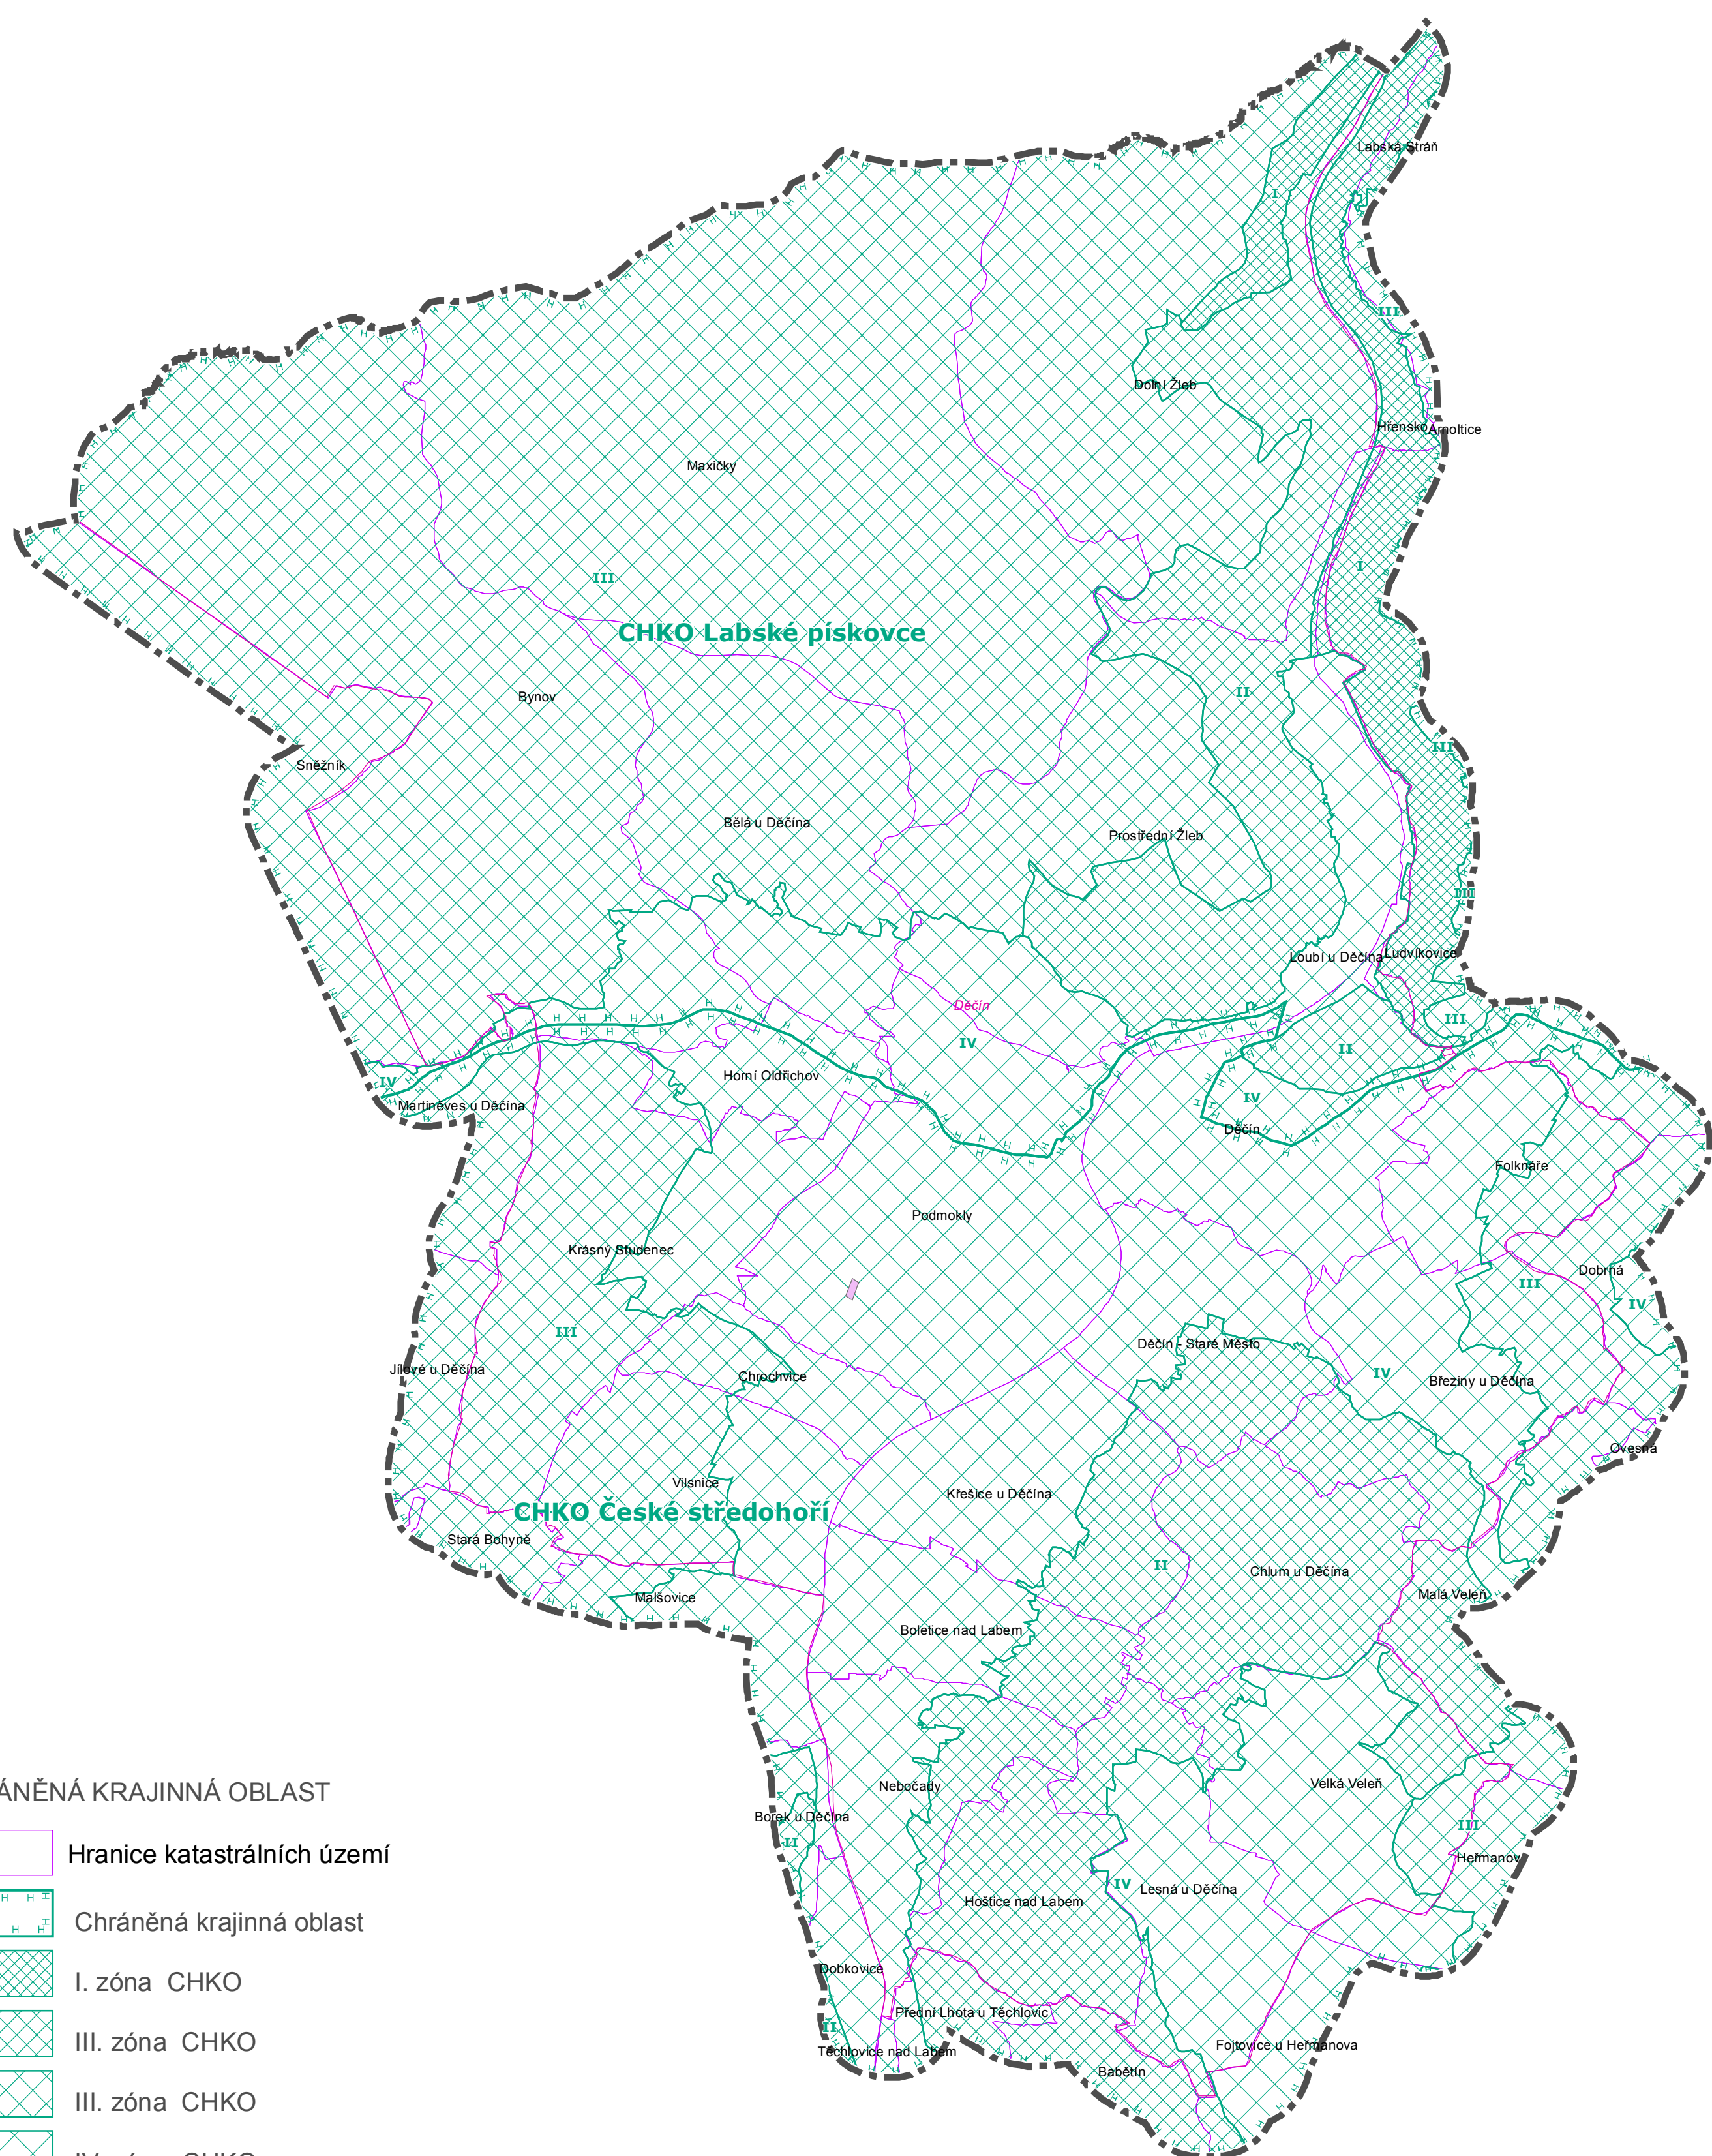 Labská Stráň
I
III
Dolní Žleb
Hřensko
Arnoltice
Maxičky
I
III
CHKO Labské pískovce
II
Bynov
III
Sněžník
Bělá u Děčína
Prostřední Žleb
III
Loubí u Děčína
Ludvíkovice
Děčín
III
IV
II
Horní Oldřichov
IV
IV
Martiněves u Děčína
Děčín
Folknáře
Podmokly
Krásný Studenec
Dobrná
III
IV
III
Děčín - Staré Město
Jílové u Děčína
Chrochvice
IV
Březiny u Děčína
Ovesná
Vilsnice
Křešice u Děčína
CHKO České středohoří
Stará Bohyně
II
Chlum u Děčína
Malšovice
Malá Veleň
Boletice nad Labem
Nebočady
Velká Veleň
ÁNĚNÁ KRAJINNÁ OBLAST
Borek u Děčína
II
III
Hranice katastrálních území
Heřmanov
IV
Lesná u Děčína
Hoštice nad Labem
Chráněná krajinná oblast
Dobkovice
I. zóna CHKO
Přední Lhota u Těchlovic
II
III. zóna CHKO
Fojtovice u Heřmanova
Těchlovice nad Labem
Babětín
III. zóna CHKO